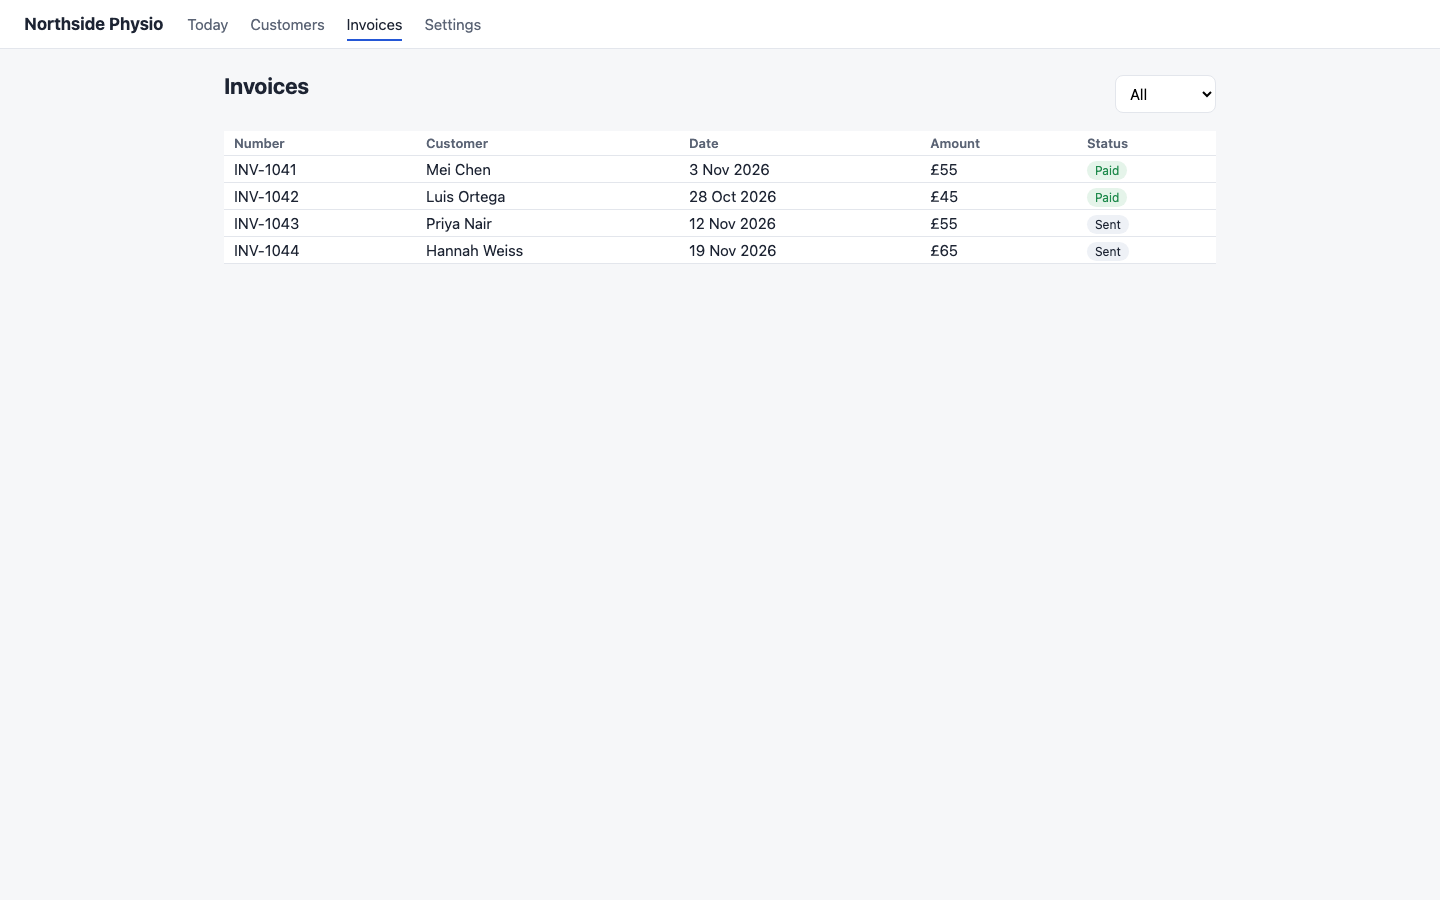 Northside Physio Today Customers Invoices Settings
Invoices All
Number Customer Date Amount Status
INV-1041 Mei Chen 3 Nov 2026 £55 Paid
INV-1042 Luis Ortega 28 Oct 2026 £45 Paid
INV-1043 Priya Nair 12 Nov 2026 £55 Sent
INV-1044 Hannah Weiss 19 Nov 2026 £65 Sent